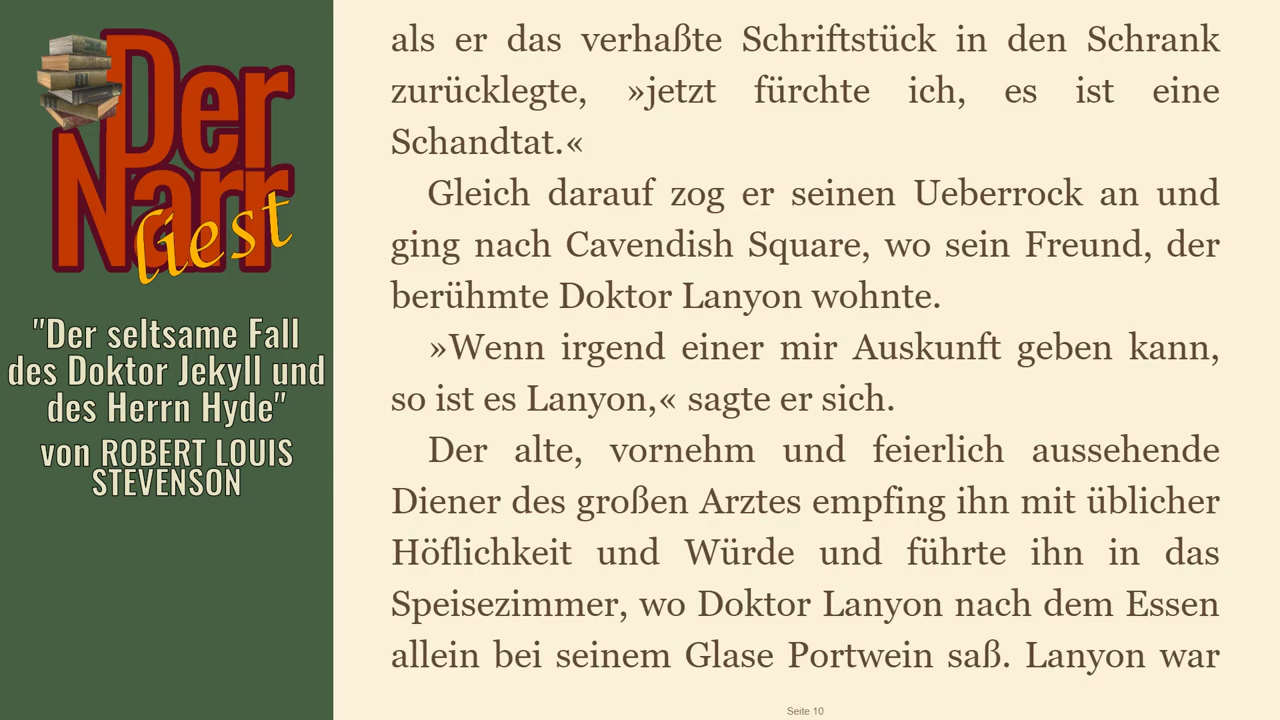 Der
Narr
liest
"Der seltsame Fall
des Doktor Jekyll und
des Herrn Hyde"
von ROBERT LOUIS
STEVENSON
als er das verhaßte Schriftstück in den Schrank
zurücklegte, »jetzt fürchte ich, es ist eine
Schandtat.«
Gleich darauf zog er seinen Ueberrock an und
ging nach Cavendish Square, wo sein Freund, der
berühmte Doktor Lanyon wohnte.
»Wenn irgend einer mir Auskunft geben kann,
so ist es Lanyon,« sagte er sich.
Der alte, vornehm und feierlich aussehende
Diener des großen Arztes empfing ihn mit üblicher
Höflichkeit und Würde und führte ihn in das
Speisezimmer, wo Doktor Lanyon nach dem Essen
allein bei seinem Glase Portwein saß. Lanyon war
Seite 10